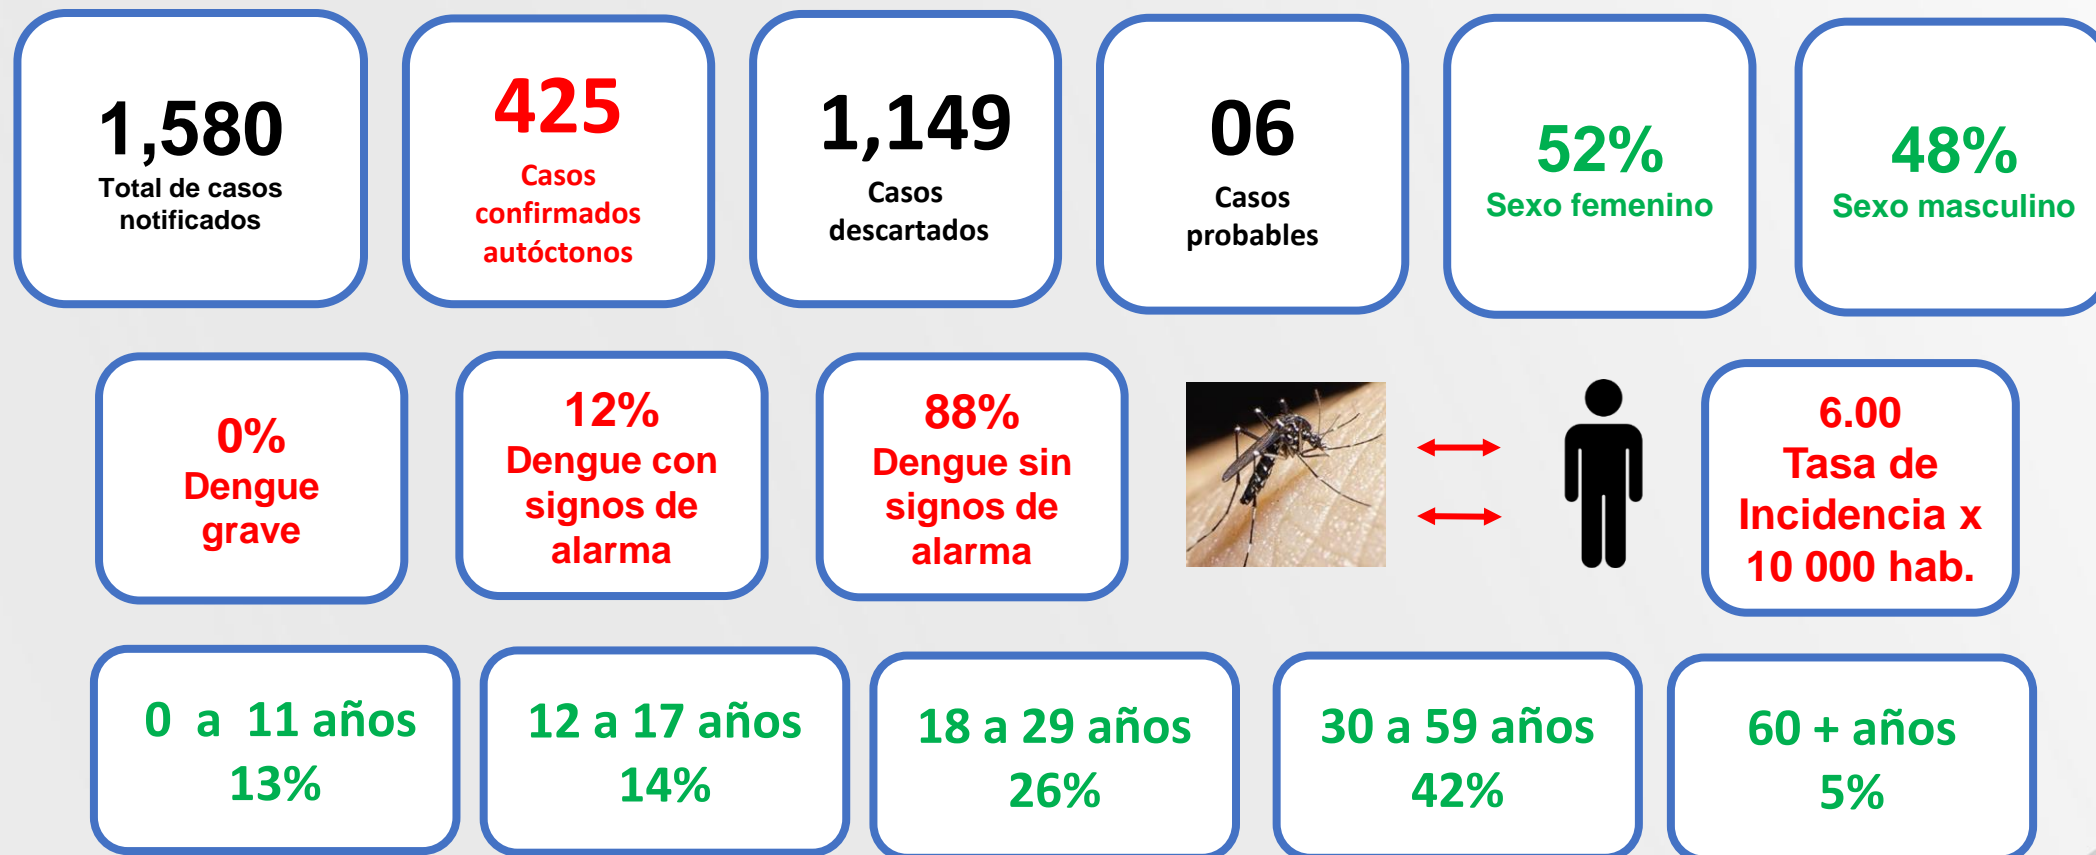 1,580
Total de casos
notificados
425
Casos
confirmados
autóctonos
1,149
Casos
descartados
06
Casos
probables
52%
Sexo femenino
48%
Sexo masculino
0%
Dengue
grave
12%
Dengue con
signos de
alarma
88%
Dengue sin
signos de
alarma
6.00
Tasa de
Incidencia x
10 000 hab.
0 a 11 años
13%
12 a 17 años
14%
18 a 29 años
26%
30 a 59 años
42%
60 + años
5%